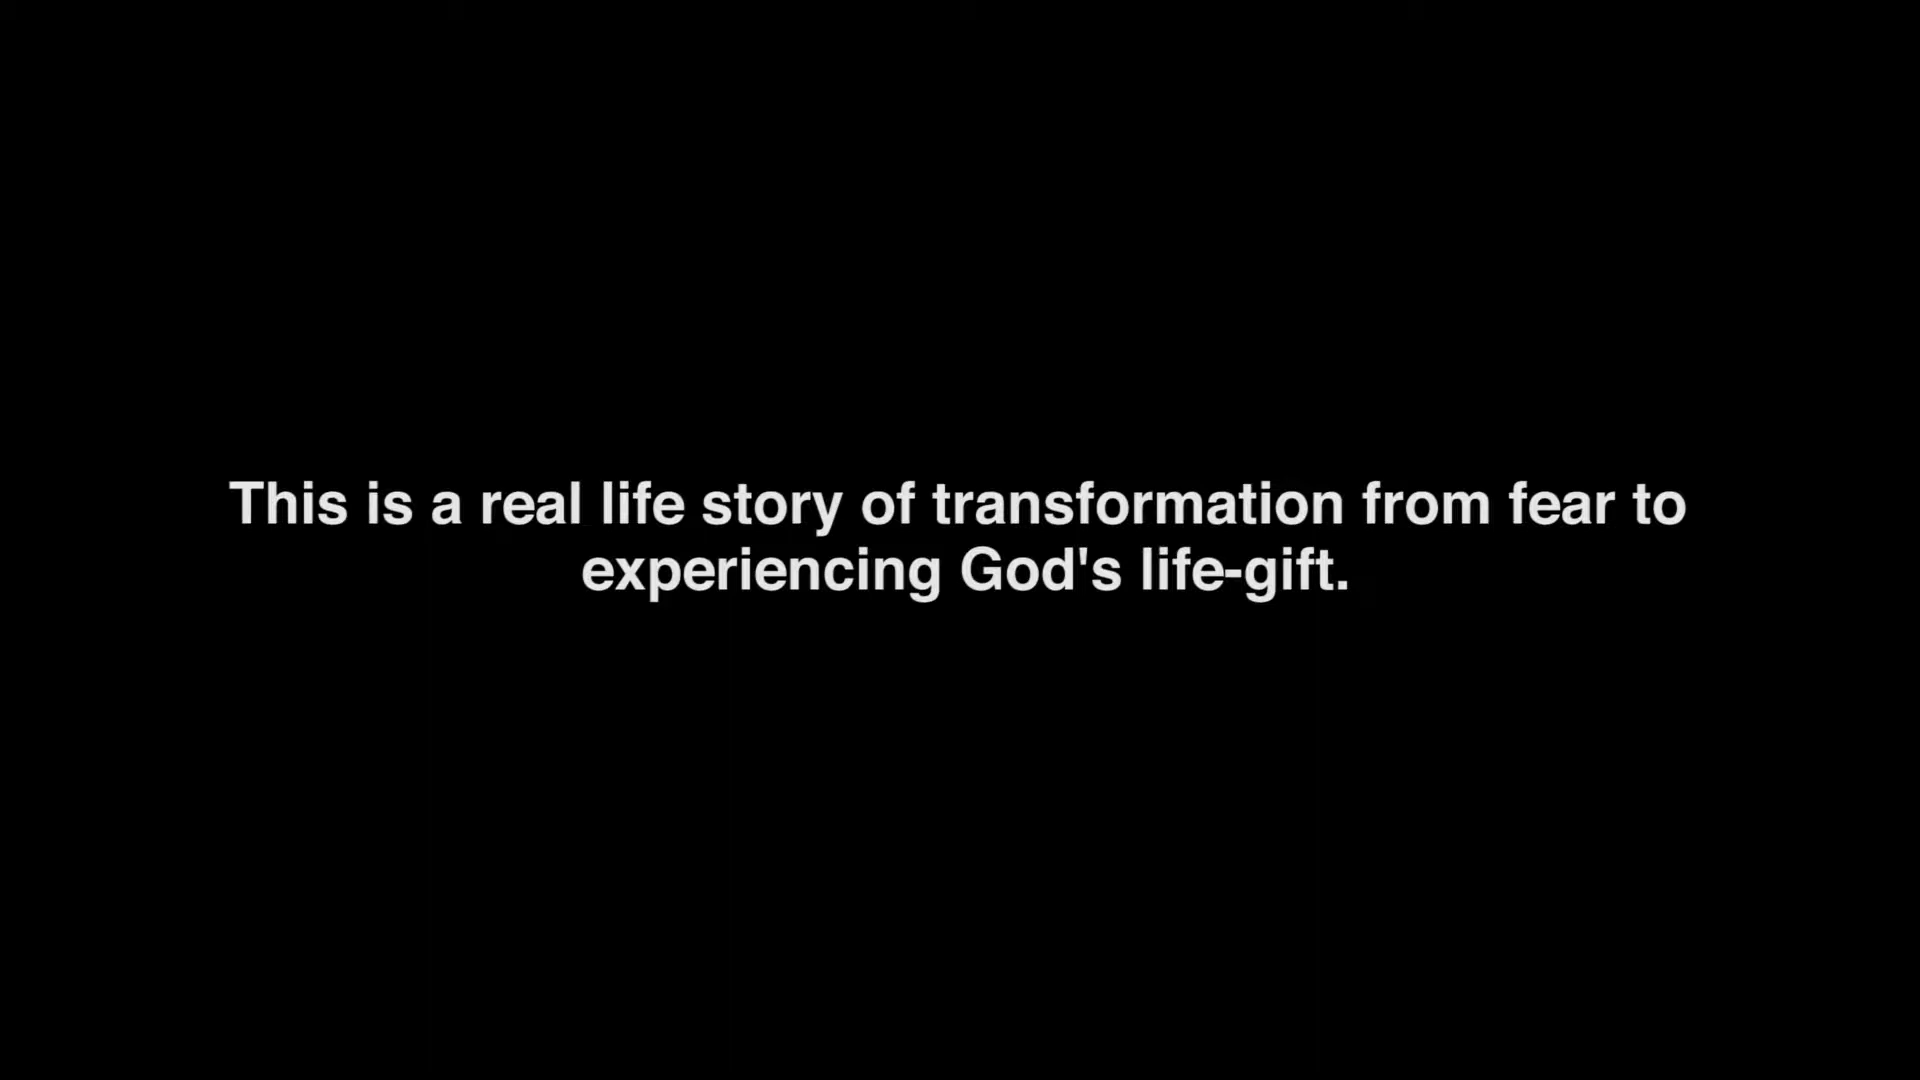 This is a real life story of transformation from fear to
experiencing God's life-gift.